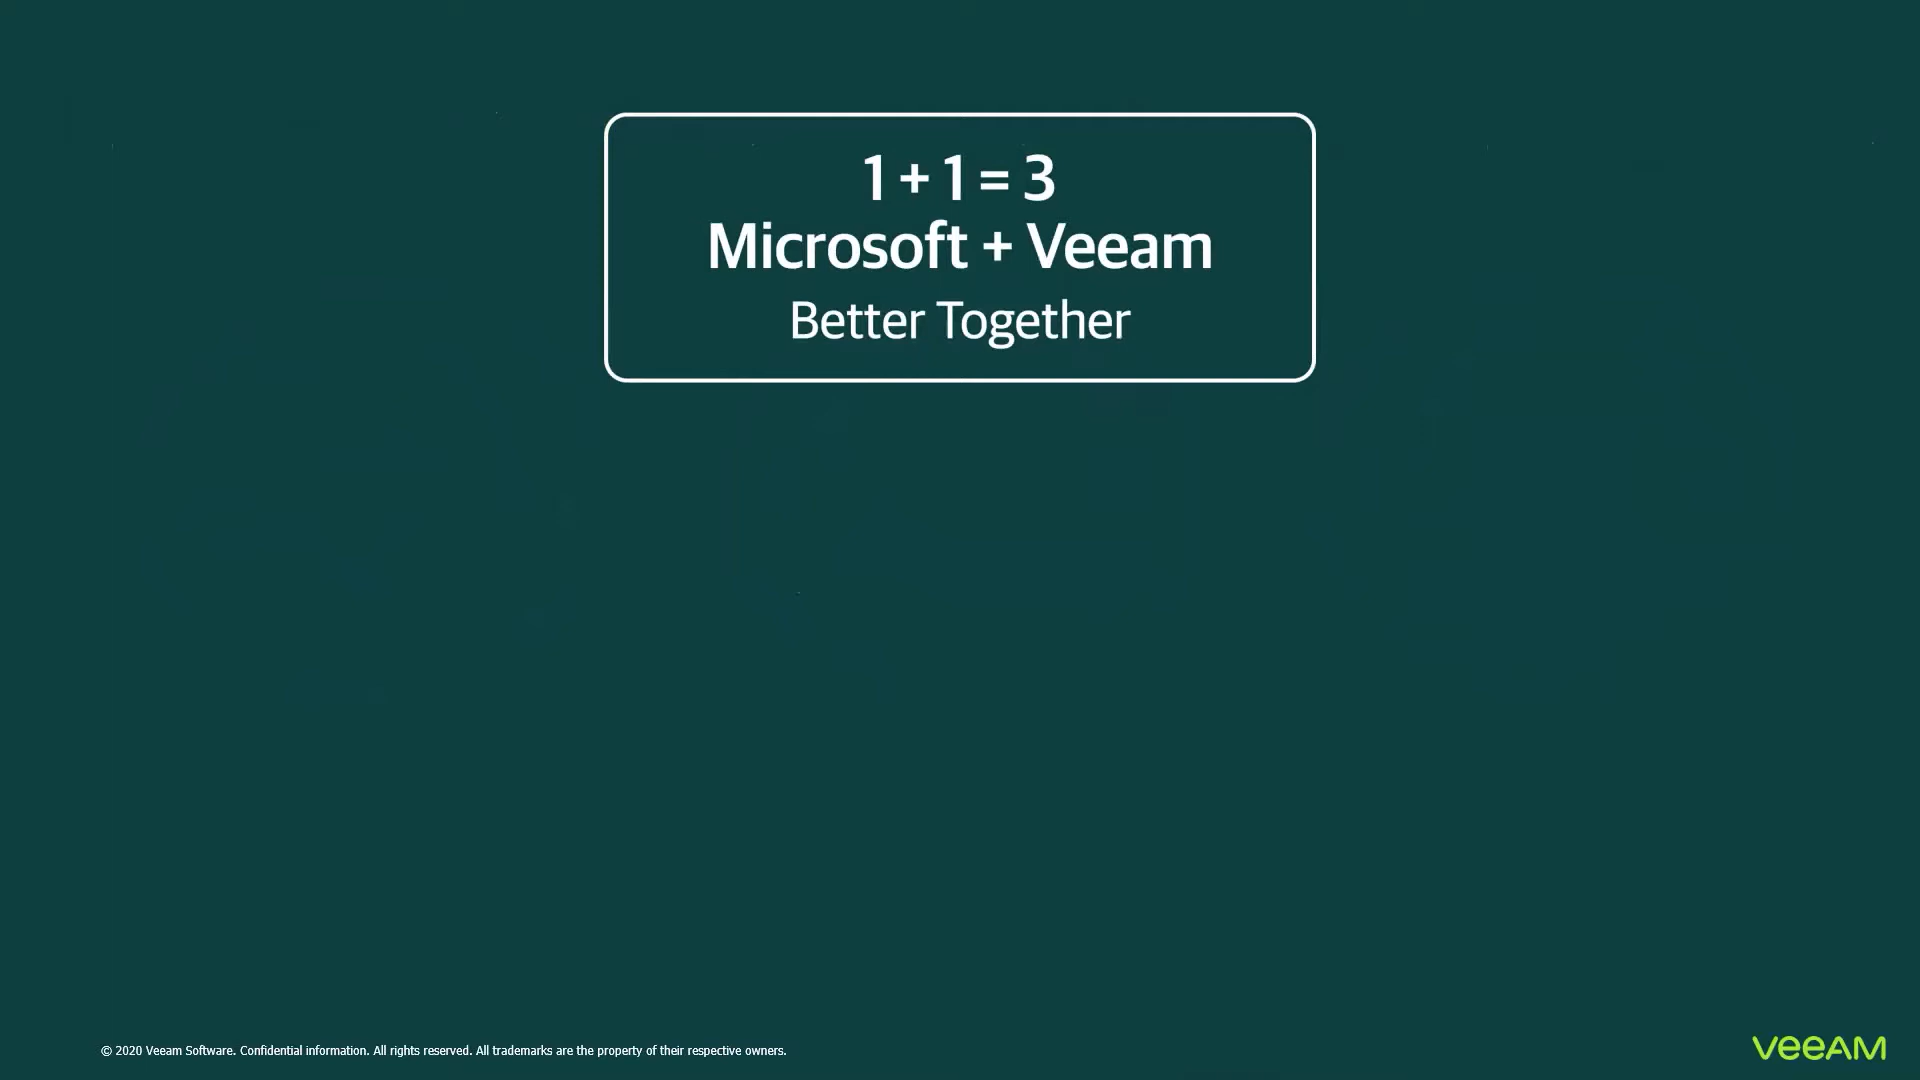 1 + 1 = 3
Microsoft + Veeam
Better Together
© 2020 Veeam Software. Confidential information. All rights reserved. All trademarks are the property of their respective owners.
veeAM